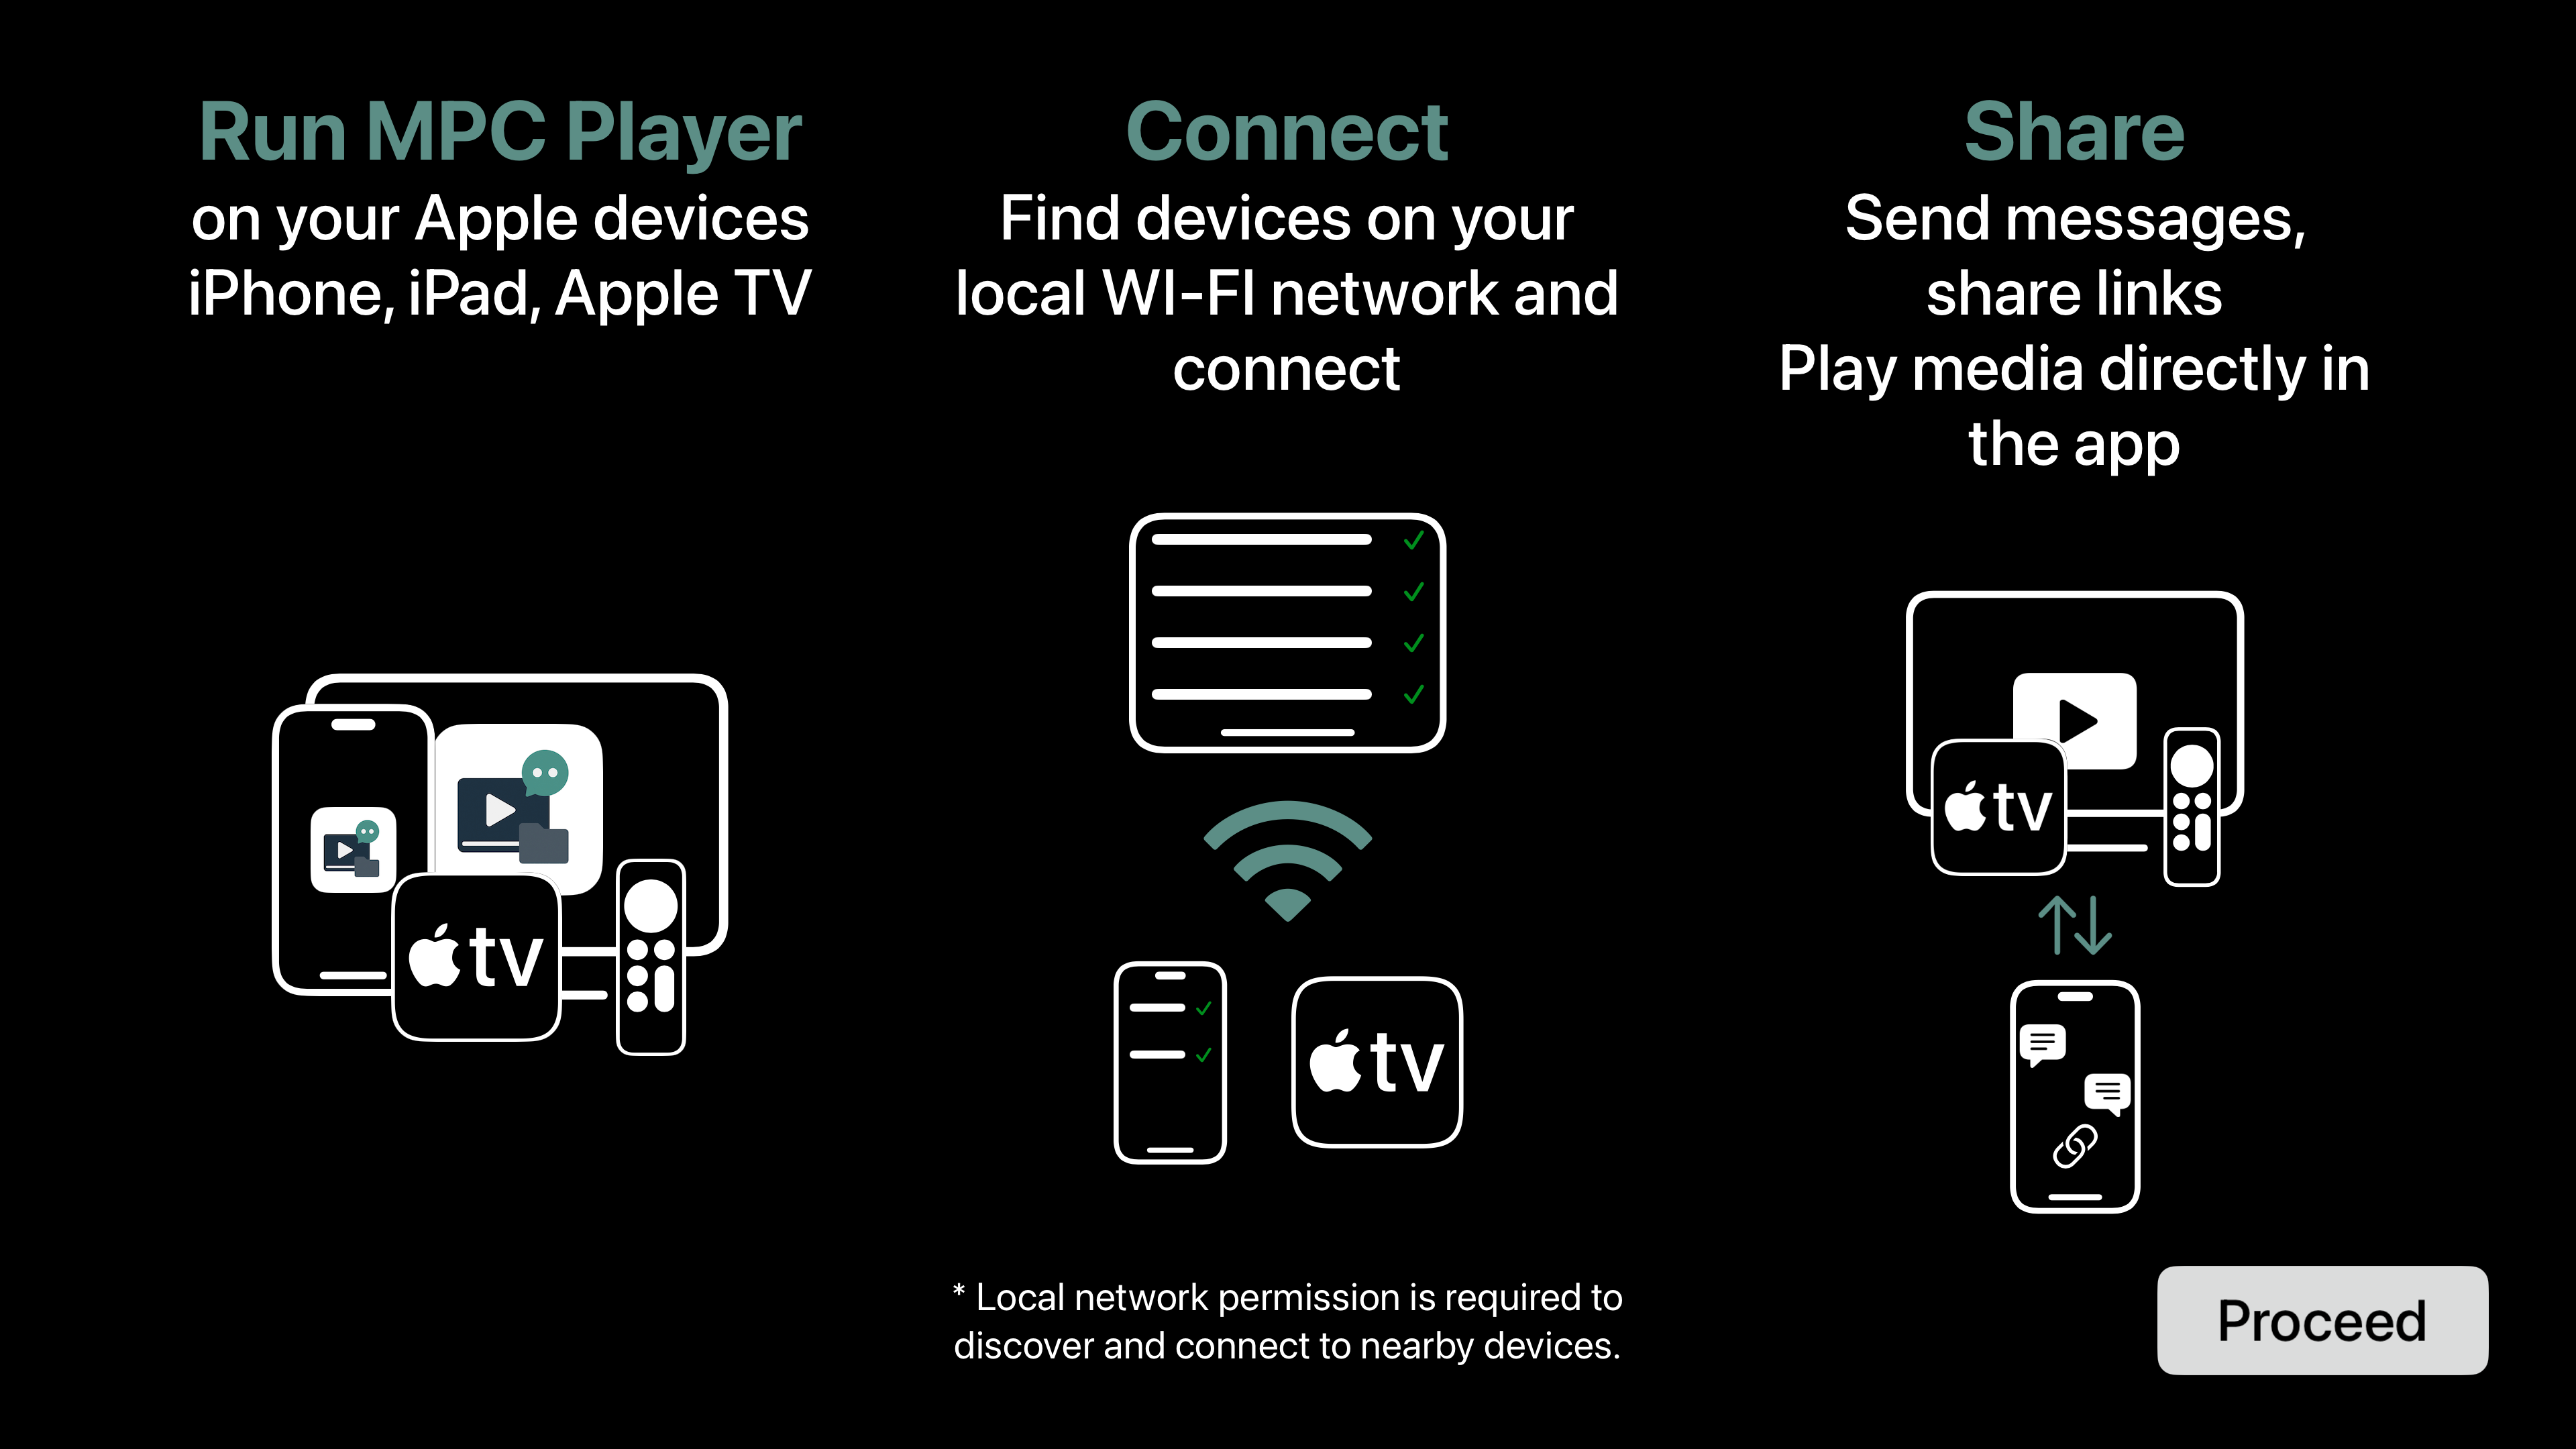 Run MPC Player
on your Apple devices
iPhone, iPad, Apple TV
tv
Connect
Find devices on your
local WI-FI network and
connect
tv
* Local network permission is required to
discover and connect to nearby devices.
Share
Send messages,
share links
Play media directly in
the app
tv
Proceed